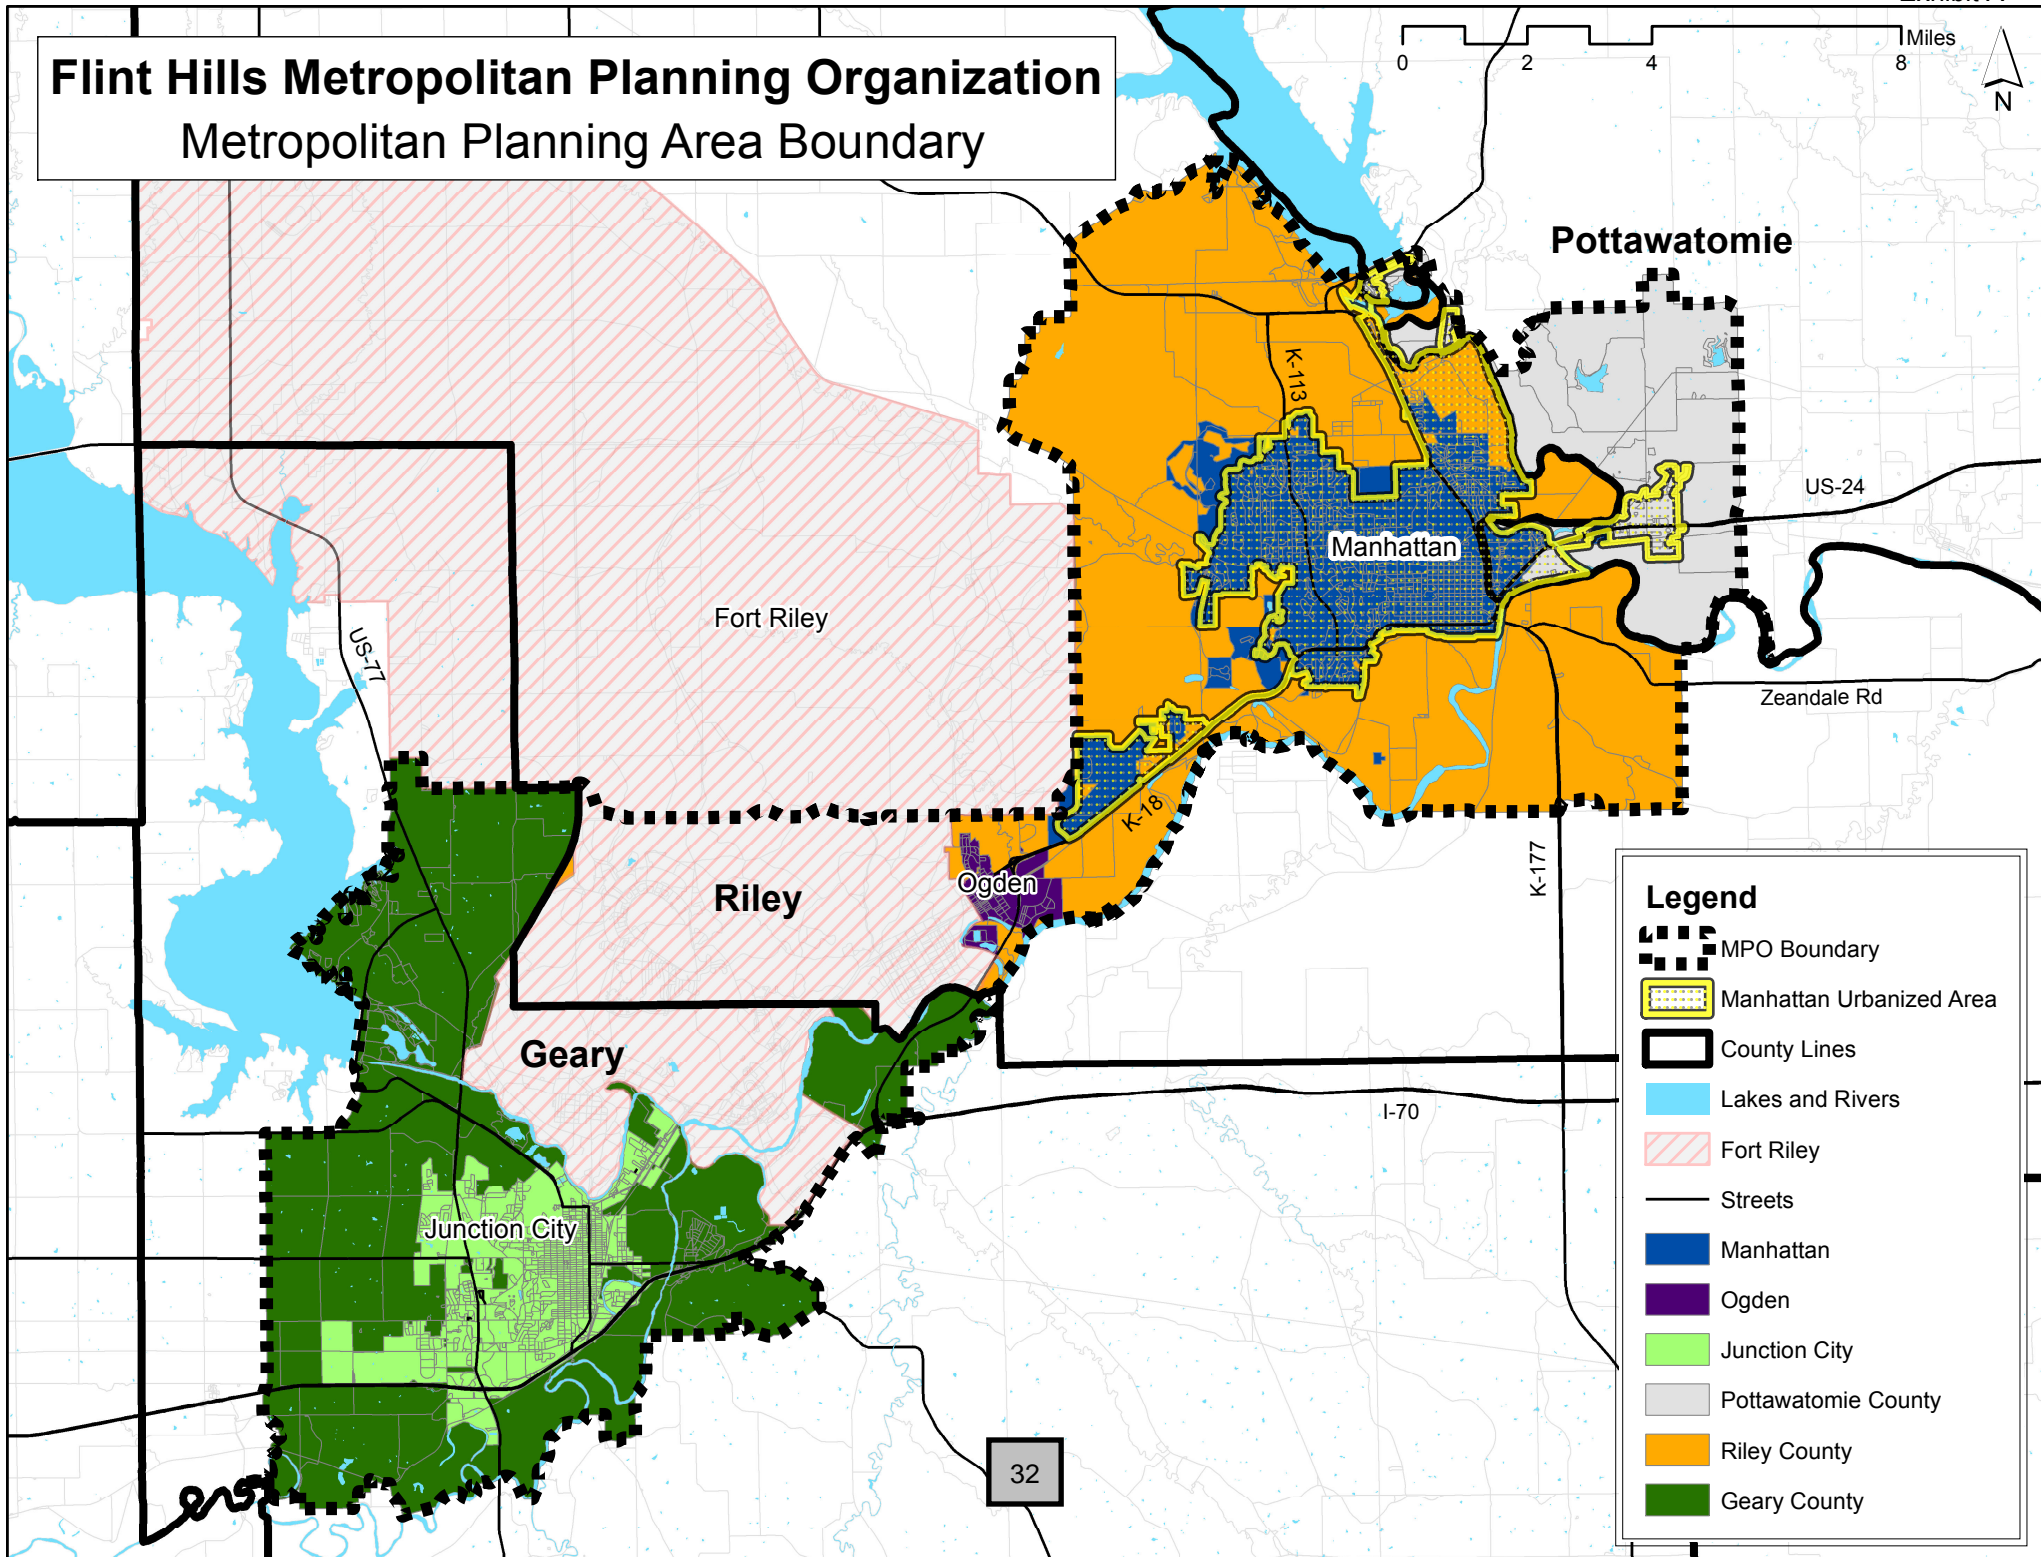 Flint Hills Metropolitan Planning Organization
Metropolitan Planning Area Boundary
Miles
0 2 4 8
N
Pottawatomie
K-113
US-24
Manhattan
Fort Riley
US-77
Zeandale Rd
K-18
K-177
Ogden
Riley
Geary
I-70
Junction City
32
Legend
MPO Boundary
Manhattan Urbanized Area
County Lines
Lakes and Rivers
Fort Riley
Streets
Manhattan
Ogden
Junction City
Pottawatomie County
Riley County
Geary County